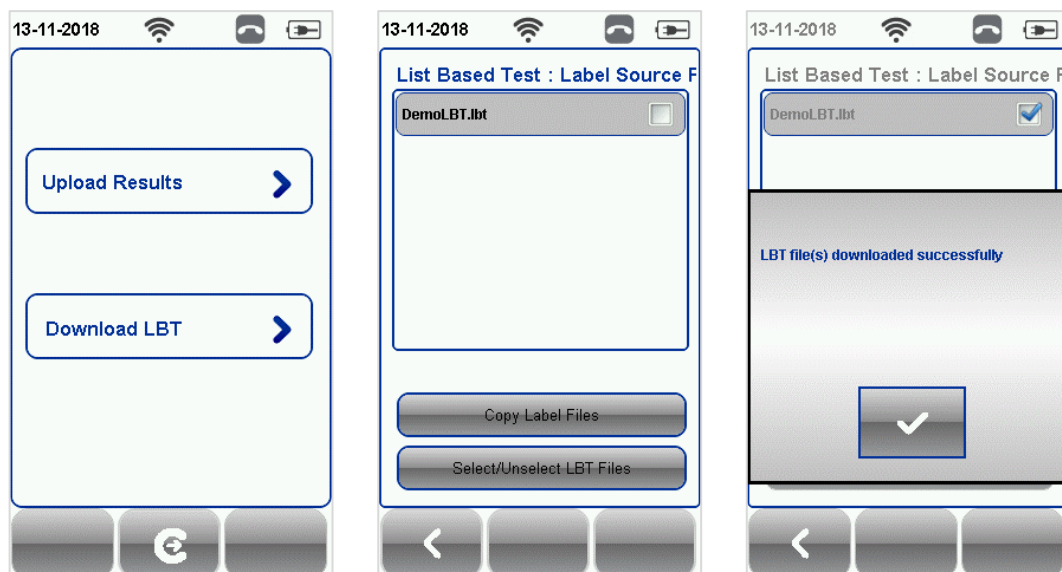 13-11-2018
Upload Results
Download LBT
13-11-2018
List Based Test : Label Source F
DemoLBT.lbt
Copy Label Files
Select/Unselect LBT Files
13-11-2018
List Based Test : Label Source F
DemoLBT.lbt
LBT file(s) downloaded successfully